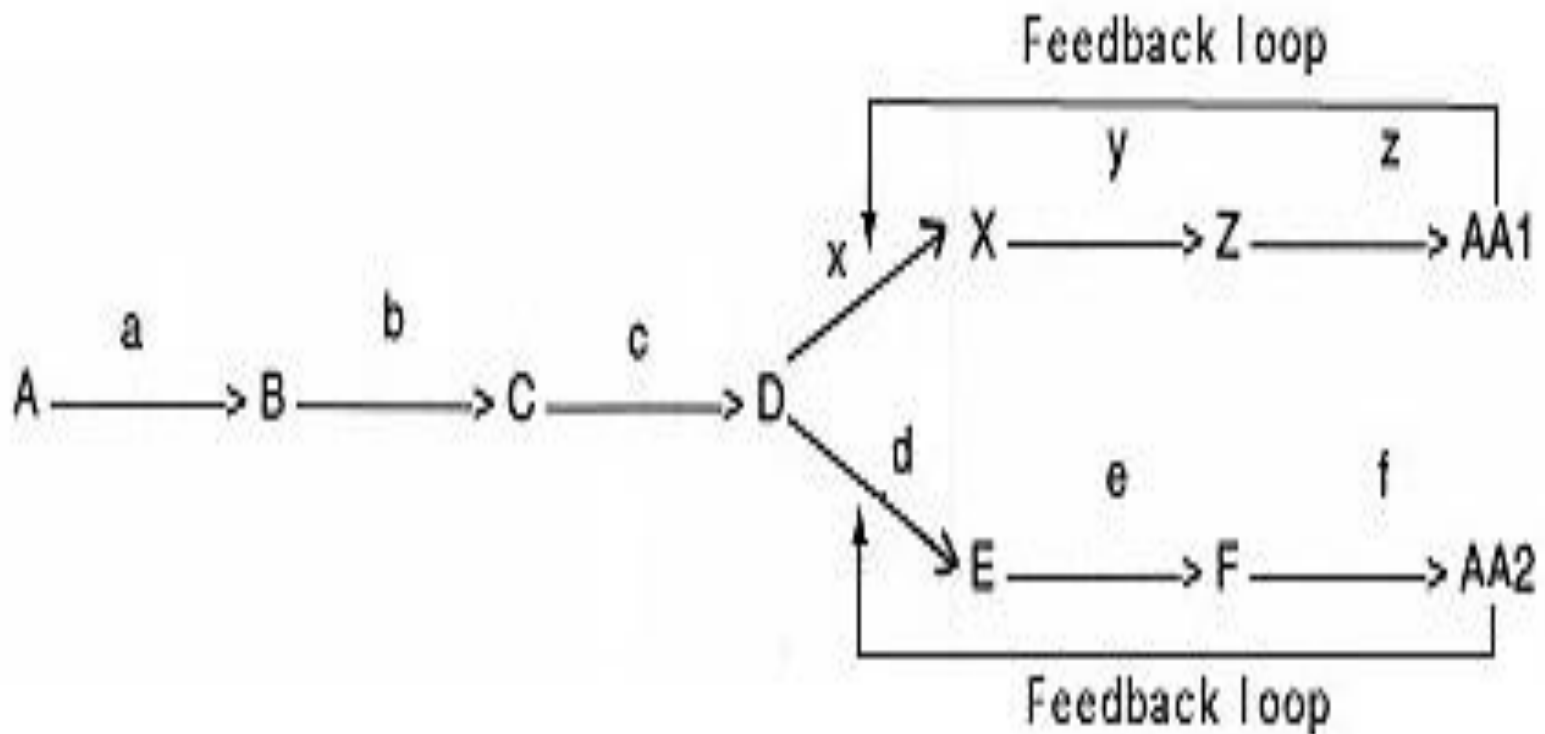 Feedback loop
y z
x X Z AA1
a b c
A B C D
d e f
E F AA2
Feedback loop